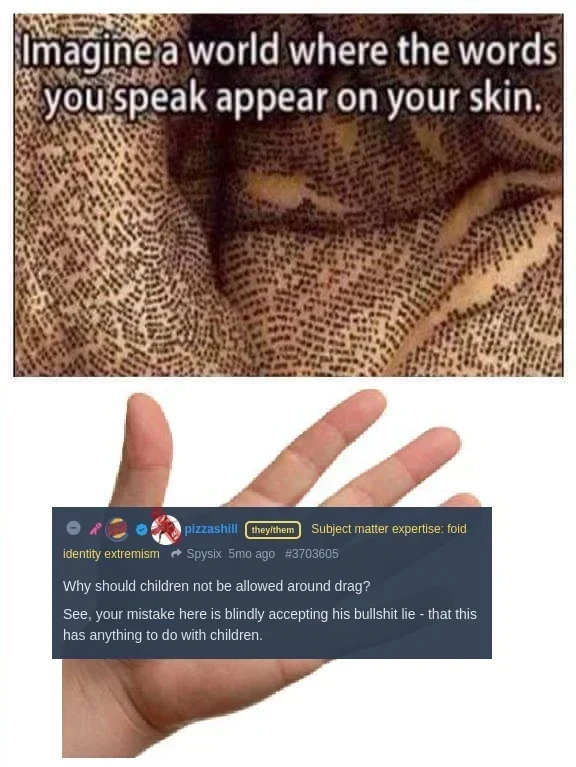 Imagine a world where the words
you speak appear on your skin.
pizzashill they/them Subject matter expertise: foid
identity extremism Spysix 5mo ago #3703605
Why should children not be allowed around drag?
See, your mistake here is blindly accepting his bullshit lie - that this
has anything to do with children.